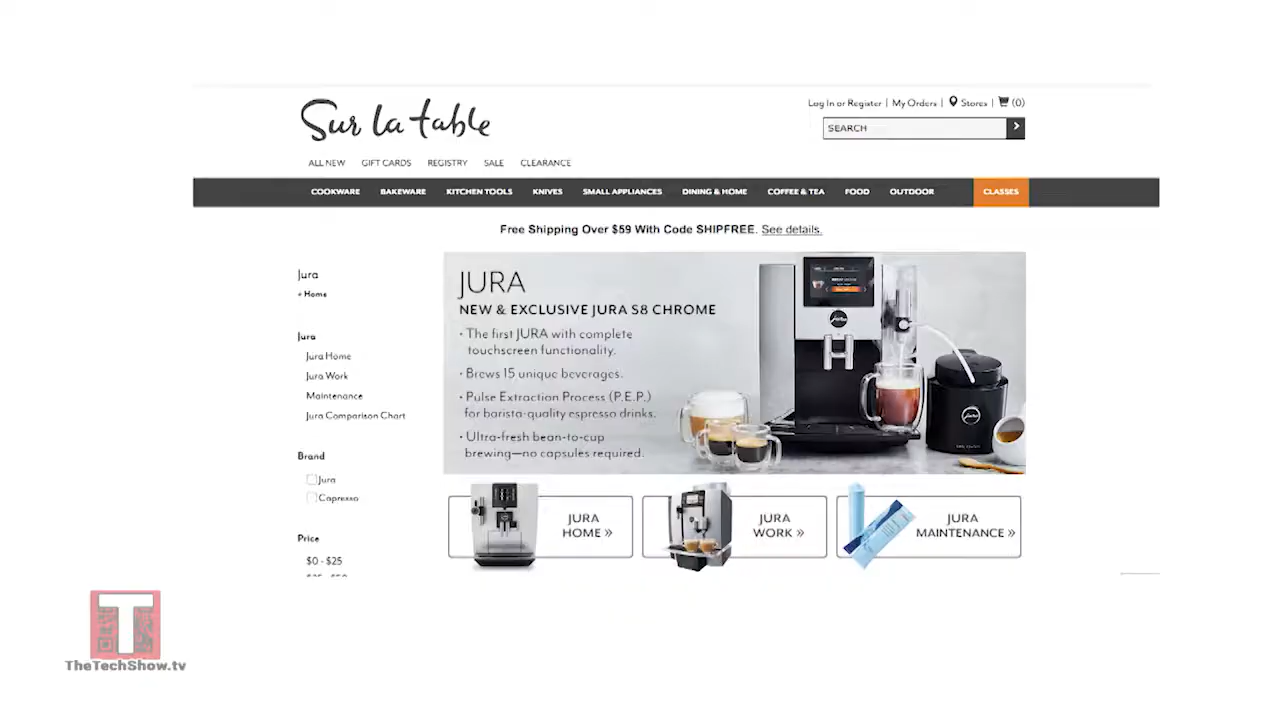 Sur la table
Log In or Register | My Orders | Stores | (0)
SEARCH
ALL NEW GIFT CARDS REGISTRY SALE CLEARANCE
COOKWARE BAKEWARE KITCHEN TOOLS KNIVES SMALL APPLIANCES DINING & HOME COFFEE & TEA FOOD OUTDOOR CLASSES
Free Shipping Over $59 With Code SHIPFREE. See details.
Jura
« Home
Jura
Jura Home
Jura Work
Maintenance
Jura Comparison Chart
Brand
Jura
Capresso
Price
$0 - $25
JURA
NEW & EXCLUSIVE JURA S8 CHROME
• The first JURA with complete
touchscreen functionality.
• Brews 15 unique beverages.
• Pulse Extraction Process (P.E.P.)
for barista-quality espresso drinks.
• Ultra-fresh bean-to-cup
brewing—no capsules required.
jura
jura
JURA
HOME »
JURA
WORK »
JURA
MAINTENANCE »
T
TheTechShow.tv